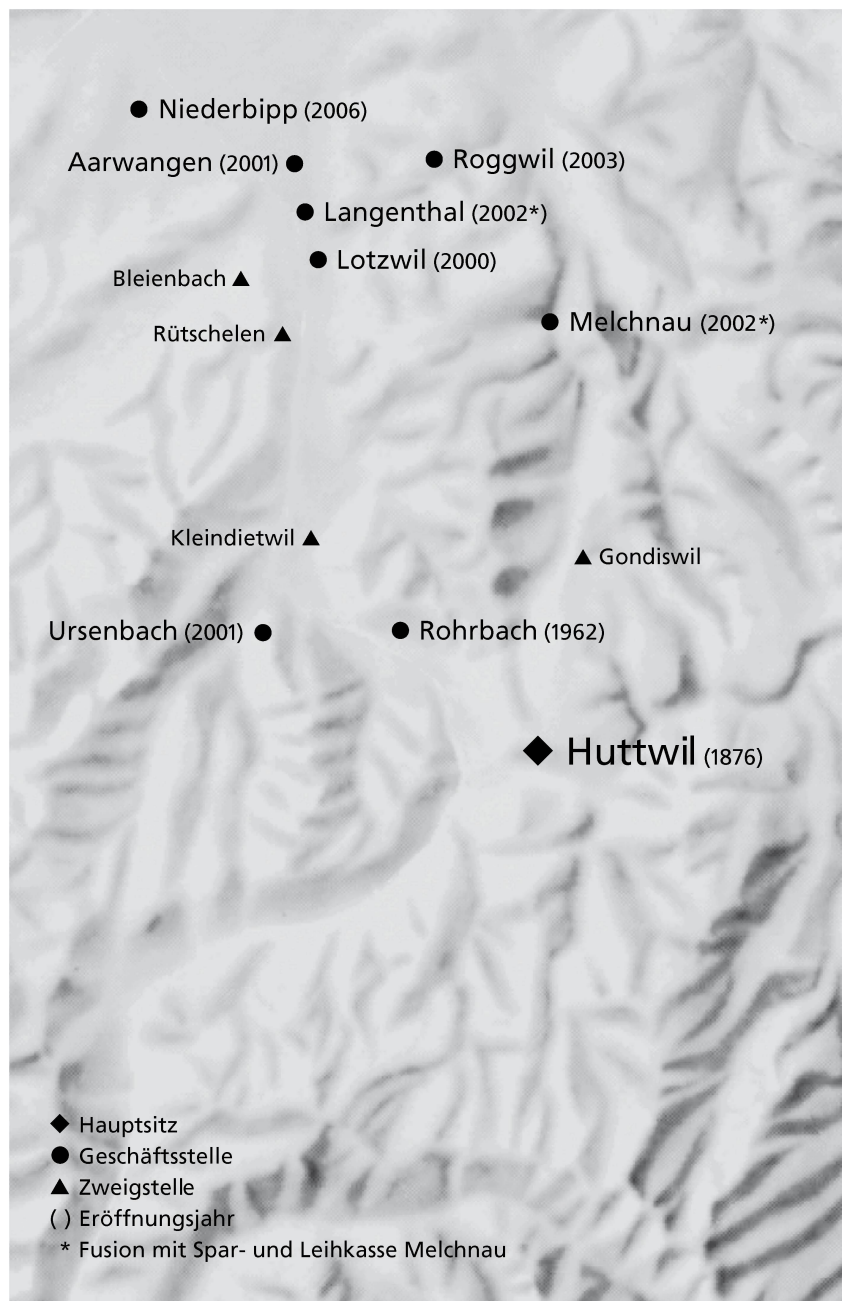 Niederbipp (2006)
Aarwangen (2001)
Roggwil (2003)
Langenthal (2002*)
Lotzwil (2000)
Bleienbach
Melchnau (2002*)
Rütschelen
Kleindietwil
Gondiswil
Ursenbach (2001)
Rohrbach (1962)
Huttwil (1876)
Hauptsitz
Geschäftsstelle
Zweigstelle
( ) Eröffnungsjahr
* Fusion mit Spar- und Leihkasse Melchnau